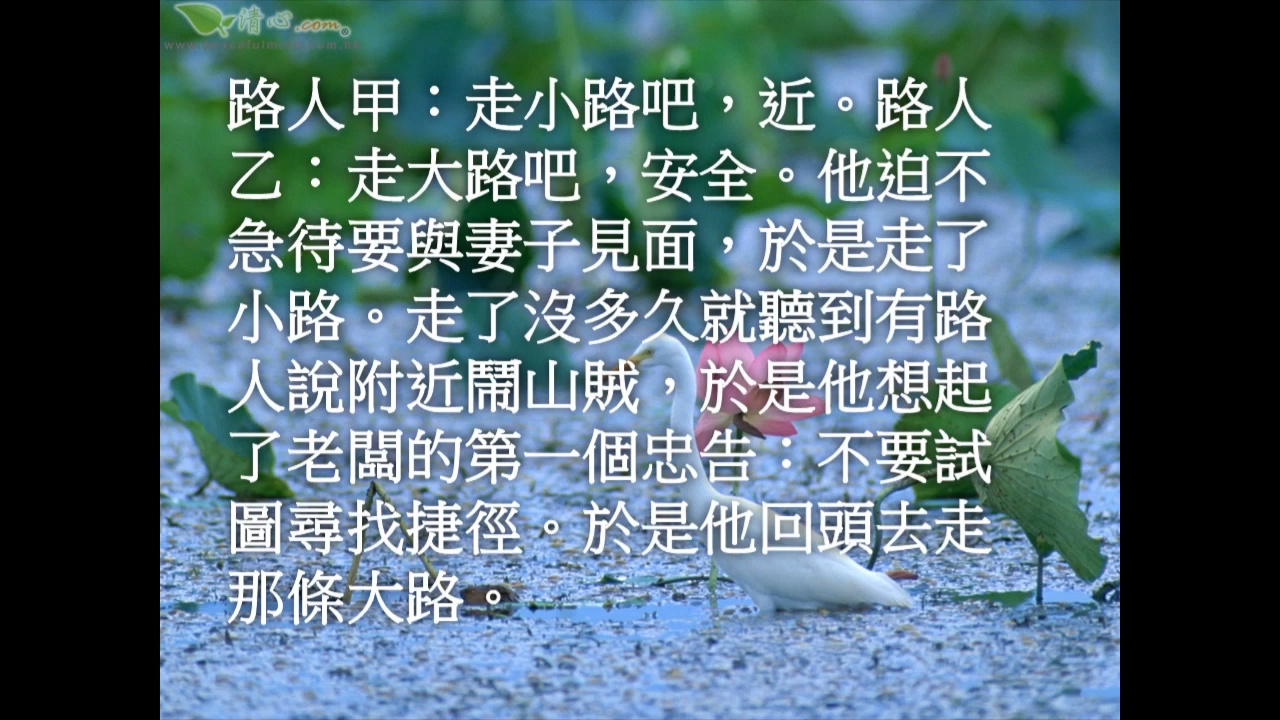 清心.com
路人甲：走小路吧，近。路人
乙：走大路吧，安全。他迫不
急待要與妻子見面，於是走了
小路。走了沒多久就聽到有路
人說附近鬧山賊，於是他想起
了老闆的第一個忠告：不要試
圖尋找捷徑。於是他回頭去走
那條大路。